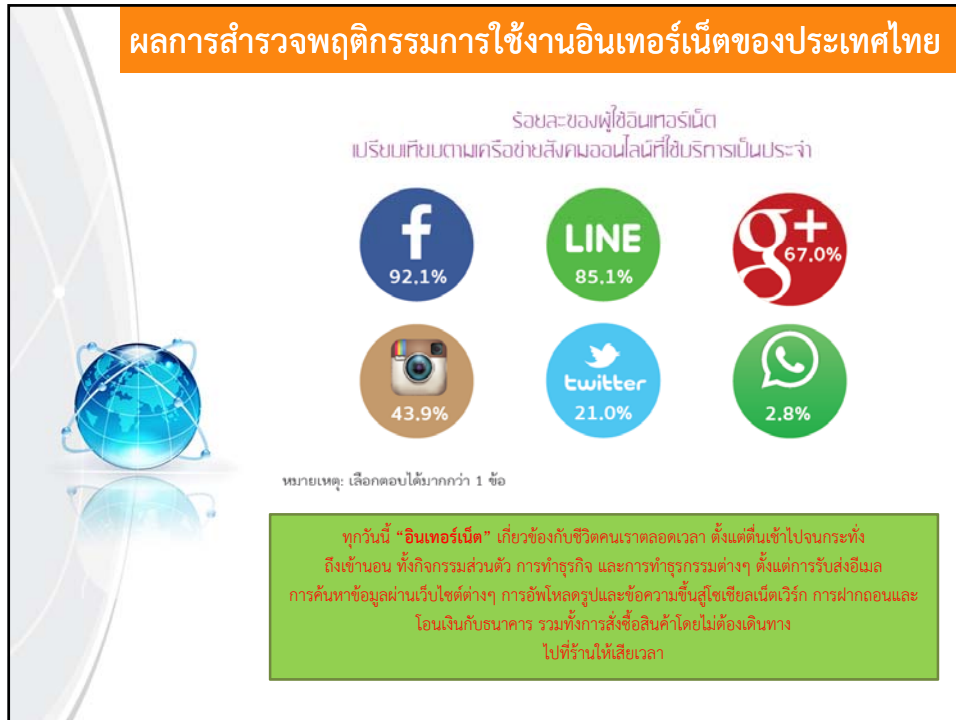 ผลการสำรวจพฤติกรรมการใช้งานอินเทอร์เน็ตของประเทศไทย
ร้อยละของผู้ใช้อินเทอร์เน็ต
เปรียบเทียบตามเครือข่ายสังคมออนไลน์ที่ใช้บริการเป็นประจำ
f
92.1%
LINE
85.1%
g+
67.0%
43.9%
twitter
21.0%
2.8%
หมายเหตุ: เลือกตอบได้มากกว่า 1 ข้อ
ทุกวันนี้ “อินเทอร์เน็ต” เกี่ยวข้องกับชีวิตคนเราตลอดเวลา ตั้งแต่ตื่นเช้าไปจนกระทั่ง
ถึงเข้านอน ทั้งกิจกรรมส่วนตัว การทำธุรกิจ และการทำธุรกรรมต่างๆ ตั้งแต่การรับส่งอีเมล
การค้นหาข้อมูลผ่านเว็บไซต์ต่างๆ การอัพโหลดรูปและข้อความขึ้นสู่โซเชียลเน็ตเวิร์ก การฝากถอนและ
โอนเงินกับธนาคาร รวมทั้งการสั่งซื้อสินค้าโดยไม่ต้องเดินทาง
ไปที่ร้านให้เสียเวลา